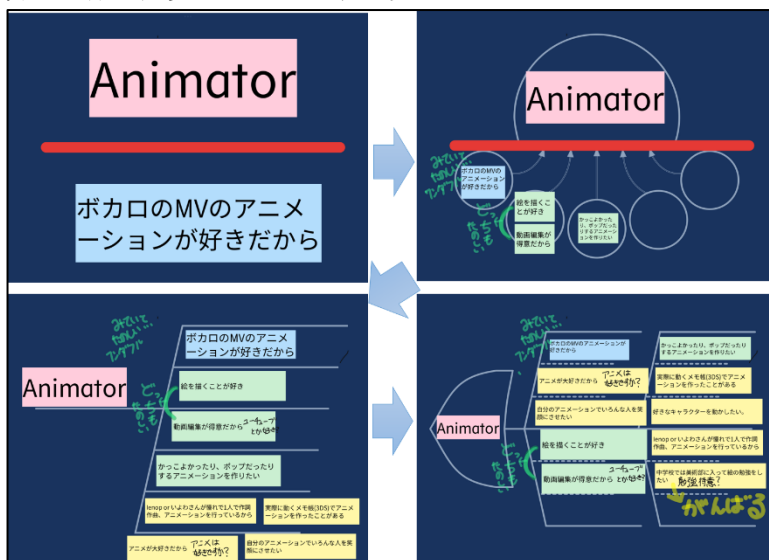 Animator
ボカロのMVのアニメ
ーションが好きだから
Animator
みていて
たのしい…
ワンダフル
ボカロのMVの
アニメーション
が好きだから
絵を描くこ
とが好き
動画編集が
得意だから
どっちも
たのしい
かっこよかった
り、ポップだった
りするアニメーショ
ンを作りたい
みていて
たのしい…
ワンダフル
ボカロのMVのアニメ
ーションが好きだから
Animator
絵を描くことが好き
どっちも
たのしい
動画編集が得意だから
ユーチューブ
とか好き?
かっこよかったり、ポップだったり
するアニメーションを作りたい
lenop or いよわさんが憧れで1人で作詞
作曲、アニメーションを行っているから
実際に動くメモ帳(3DS)でアニメ
ーションを作ったことがある
アニメが大好きだから
アニメは
好きですか?
自分のアニメーションでいろんな人を笑
顔にさせたい
みていて
たのしい…
ワンダフル
ボカロのMVのアニメーションが
好きだから
かっこよかったり、ポップだったり
するアニメーションを作りたい
アニメが大好きだから
アニメは
好きですか?
実際に動くメモ帳(3DS)でアニメ
ーションを作ったことがある
自分のアニメーションでいろんな人を笑
顔にさせたい
好きなキャラクターを動かしたい。
Animator
絵を描くことが好き
lenop or いよわさんが憧れで1人で作詞
作曲、アニメーションを行っているから
どっちも
たのしい
動画編集が得意だから
ユーチューブ
とか好き?
中学校では美術部に入って絵の勉強をし
たい
勉強得意?
がんばる